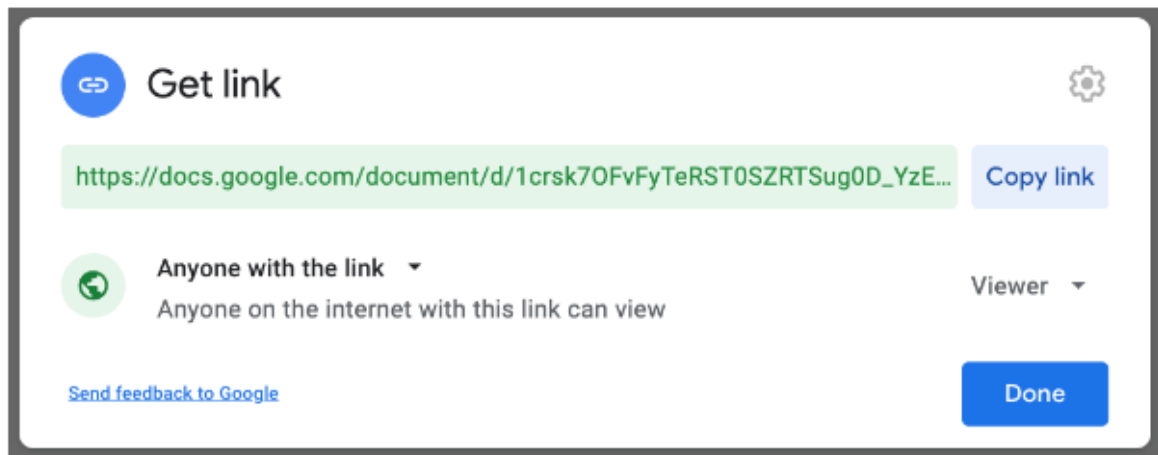 Get link
https://docs.google.com/document/d/1crsk7OFvFyTeRST0SZRTSug0D_YzE... Copy link
Anyone with the link
Anyone on the internet with this link can view
Viewer
Send feedback to Google
Done